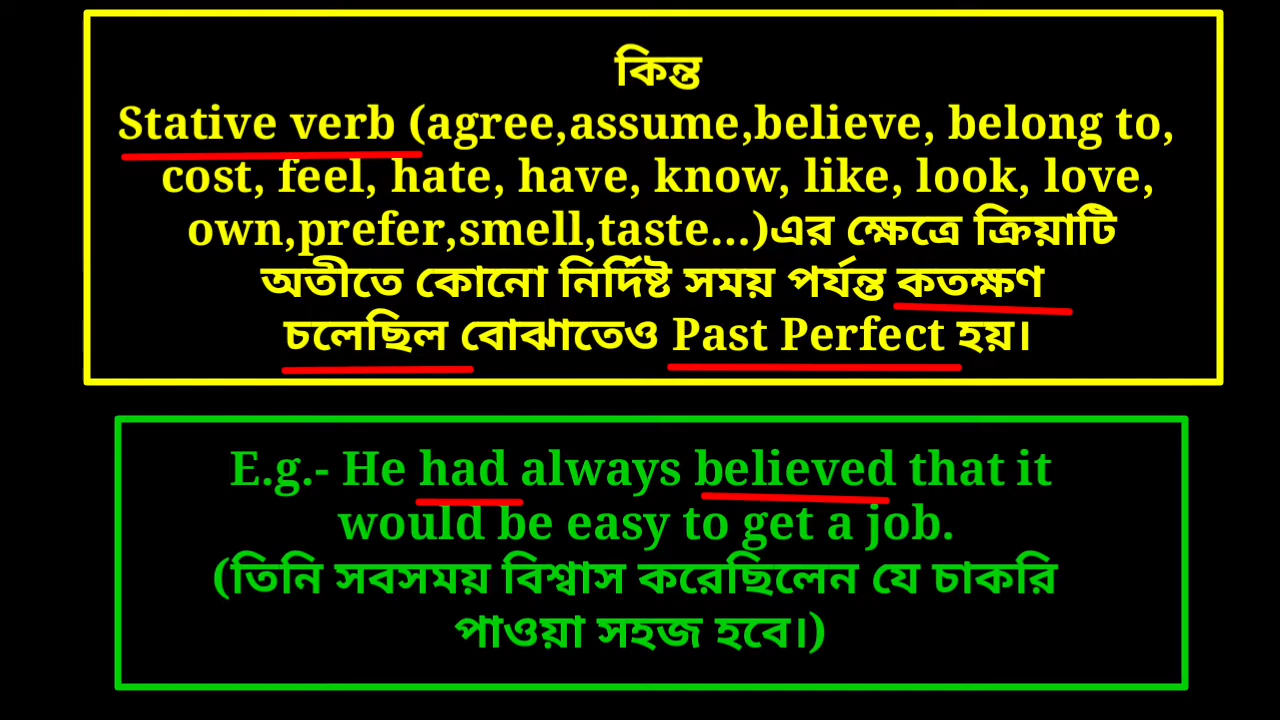 কিন্ত
Stative verb (agree,assume,believe, belong to,
cost, feel, hate, have, know, like, look, love,
own,prefer,smell,taste...)এর ক্ষেত্রে ক্রিয়াটি
অতীতে কোনো নির্দিষ্ট সময় পর্যন্ত কতক্ষণ
চলেছিল বোঝাতেও Past Perfect হয়।
E.g.- He had always believed that it
would be easy to get a job.
(তিনি সবসময় বিশ্বাস করেছিলেন যে চাকরি
পাওয়া সহজ হবে।)